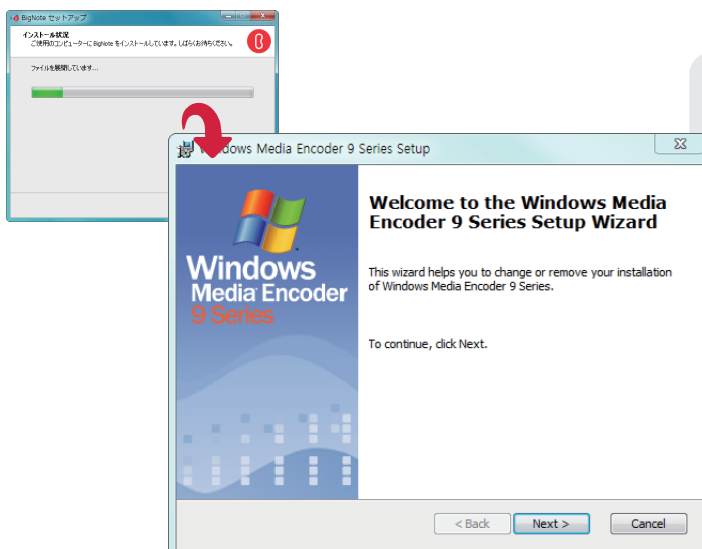 BigNote セットアップ
インストール状況
ご使用のコンピューターに BigNote をインストールしています。しばらくお待ちください。
ファイルを展開しています...
dows Media Encoder 9 Series Setup
Windows
Media Encoder
9 Series
Welcome to the Windows Media
Encoder 9 Series Setup Wizard
This wizard helps you to change or remove your installation
of Windows Media Encoder 9 Series.
To continue, click Next.
< Back
Next >
Cancel